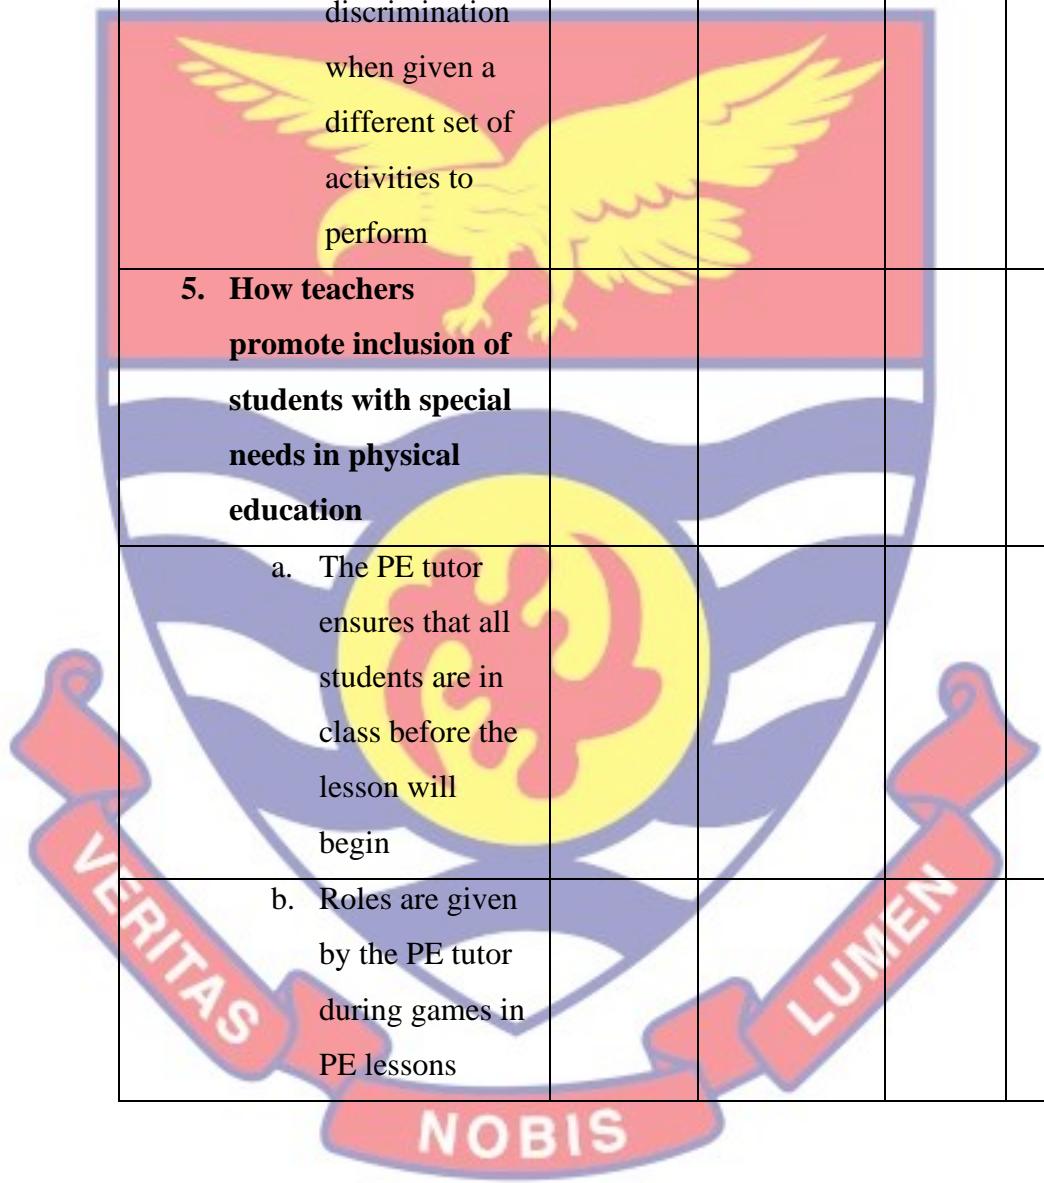 discrimination
when given a
different set of
activities to
perform
5. How teachers
promote inclusion of
students with special
needs in physical
education
a. The PE tutor
ensures that all
students are in
class before the
lesson will
begin
b. Roles are given
by the PE tutor
during games in
PE lessons
VERITAS
NOBIS
LUMEN